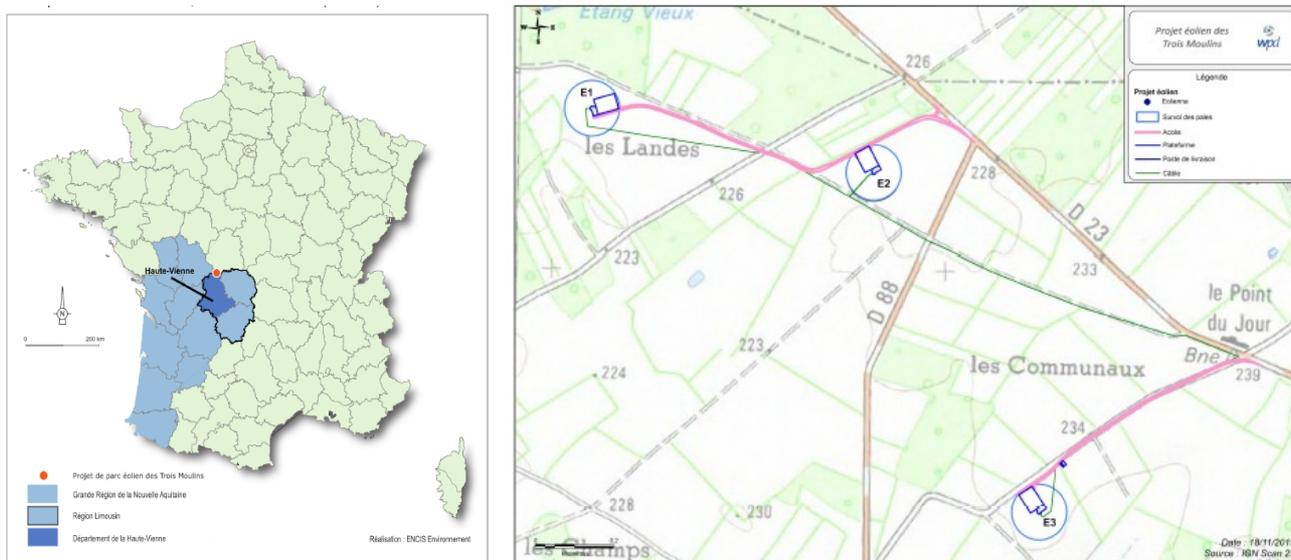 Haute-Vienne
N
0
200 km
Projet de parc éolien des Trois Moulins
Grande Région de la Nouvelle Aquitaine
Région Limousin
Département de la Haute-Vienne
Réalisation : ENCIS Environnement
Etang Vieux
N
W
E
S
Projet éolien des
Trois Moulins
wpd
Légende
Projet éolien
Eolienne
Survol des pales
Accès
Plateforme
Poste de livraison
Câble
226
E1
les Landes
E2
226
228
223
D 23
233
le Point
du Jour
D 88
Bne
239
223
les Communaux
224
234
228
230
E3
les Champs
0
0.2
Date : 18/11/201
Source : IGN Scan 2